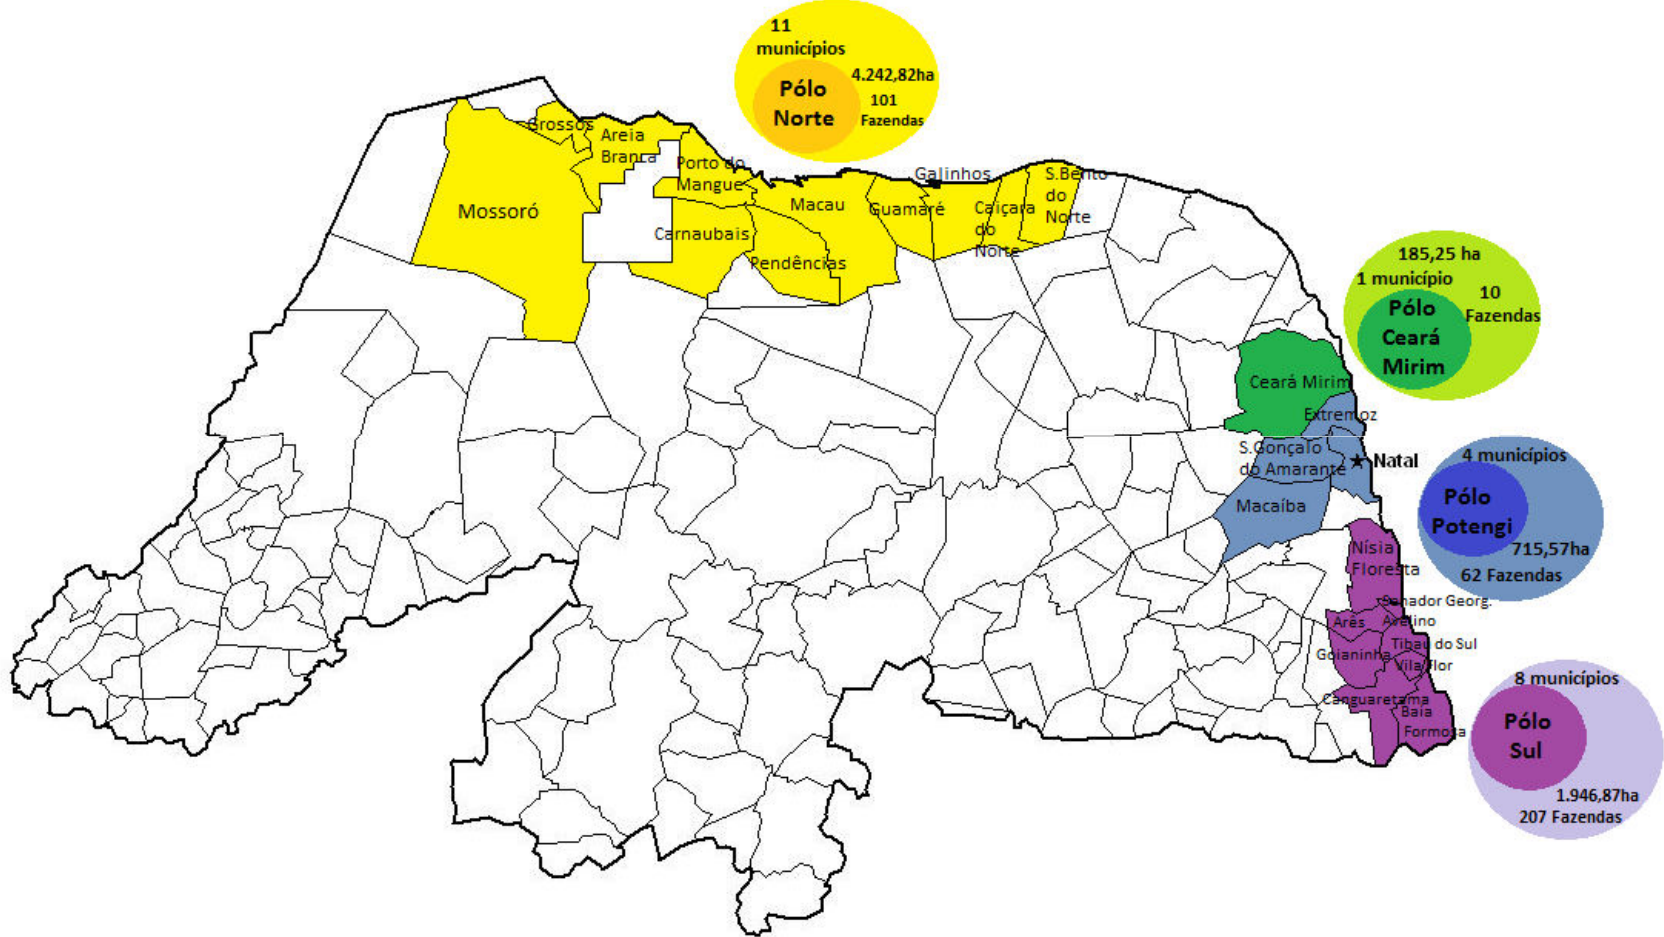 11
municípios
4.242,82ha
Pólo
Norte
101
Fazendas
Grossos
Areia
Branca
Porto do
Mangue
Mossoró
Macau
Carnaubais
Pendências
Guamaré
Galinhos
Caiçara
do
Norte
S.Bento
do
Norte
185,25 ha
1 município
10
Fazendas
Pólo
Ceará
Mirim
Ceará Mirim
Extremoz
S.Gonçalo
do Amarante
Natal
Macaíba
4 municípios
Pólo
Potengi
715,57ha
62 Fazendas
Nísia
Floresta
Senador Georg.
Avelino
Arês
Tibau do Sul
Goianinha
Vila Flor
Canguaretama
Baia
Formosa
8 municípios
Pólo
Sul
1.946,87ha
207 Fazendas